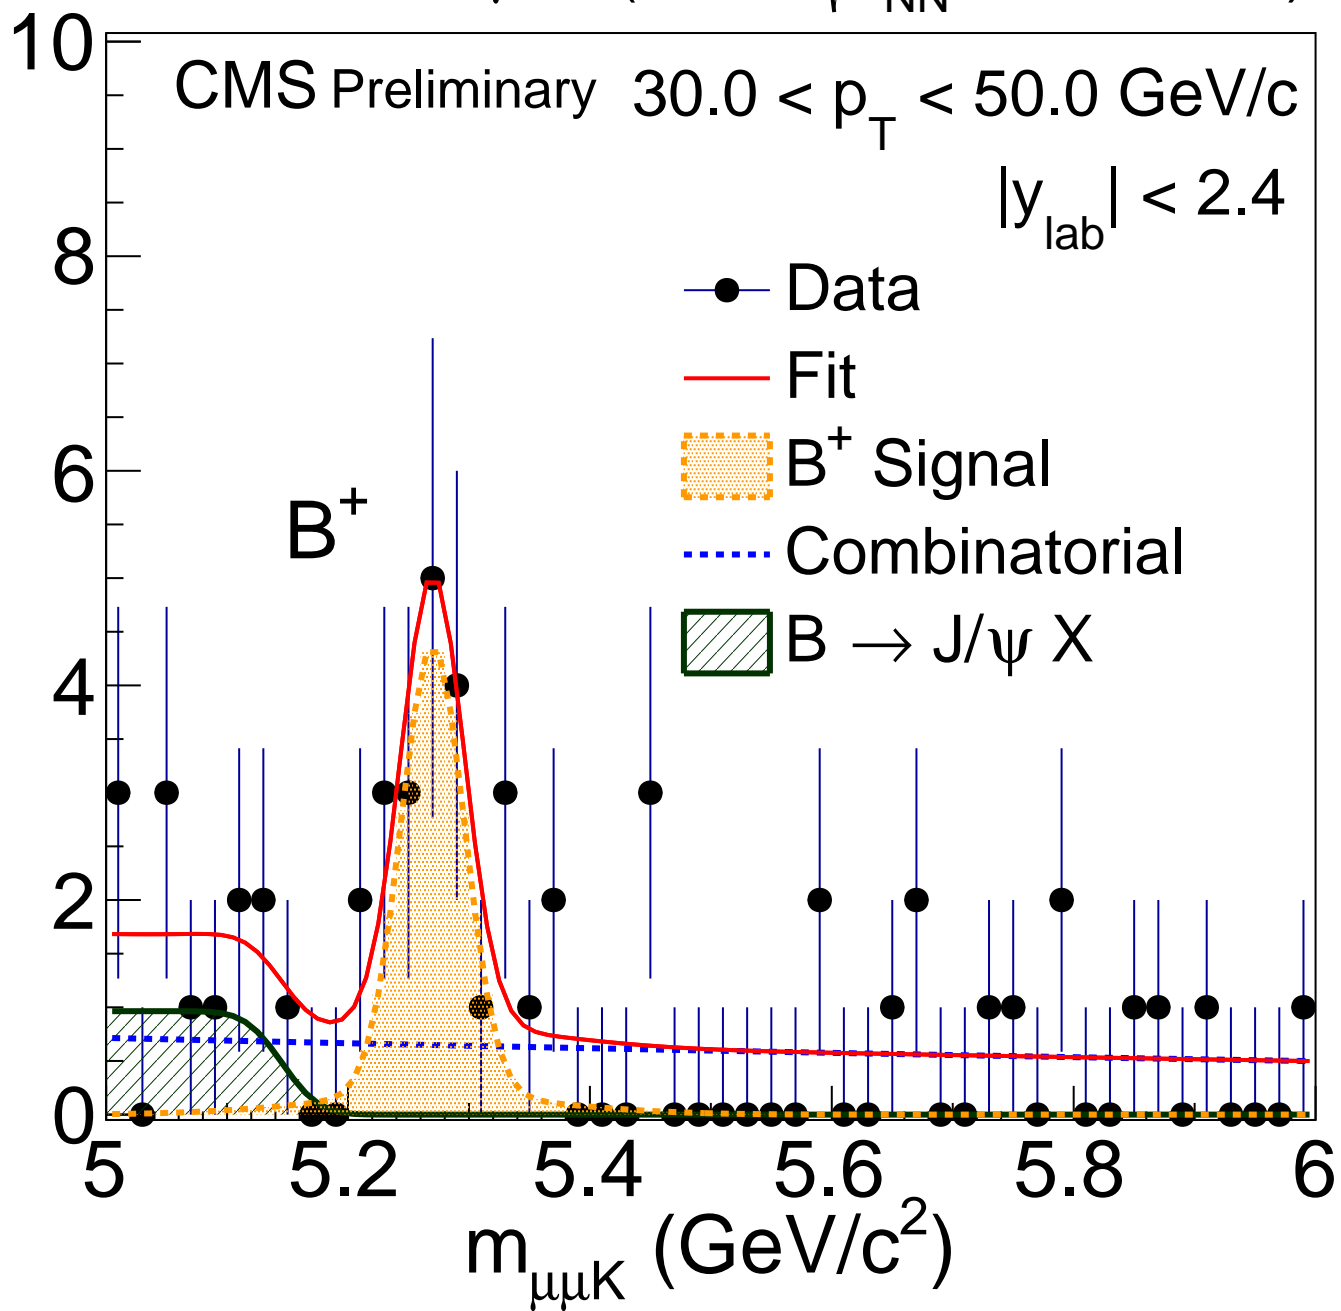 NN
10
CMS Preliminary 30.0 < p_T < 50.0 GeV/c
|y_lab| < 2.4
8
Data
Fit
6
B⁺ Signal
B⁺
Combinatorial
B → J/ψ X
4
2
0
5 5.2 5.4 5.6 5.8 6
m_μμK (GeV/c²)